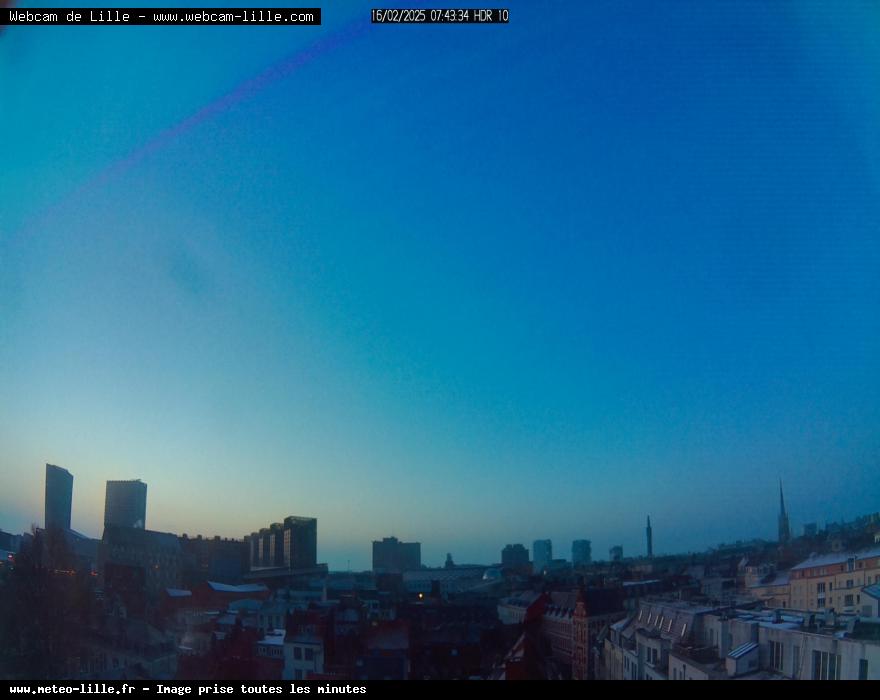 Webcam de Lille - www.webcam-lille.com
16/02/2025 07:43:34 HDR 10
www.meteo-lille.fr - Image prise toutes les minutes